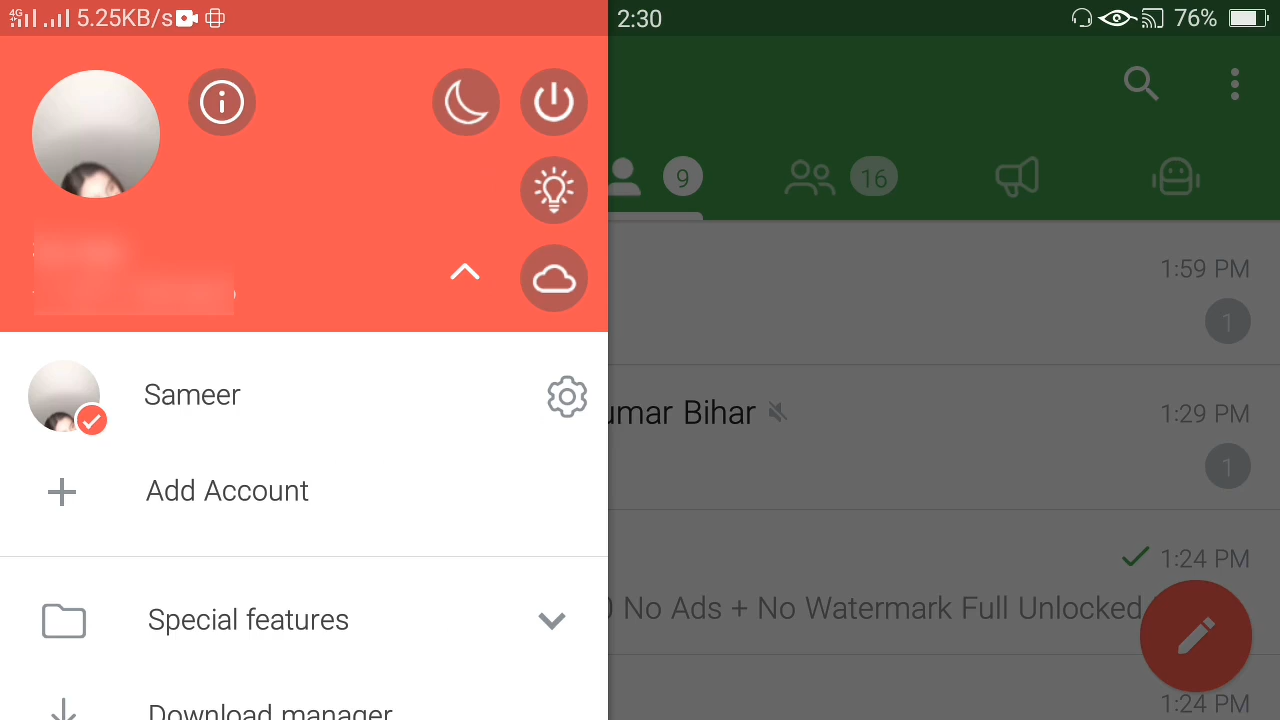 4G 5.25KB/s 2:30 76%
9 16
1:59 PM
1
Sameer
umar Bihar 1:29 PM
1
Add Account
1:24 PM
No Ads + No Watermark Full Unlocked
Special features
1:24 PM
Download manager